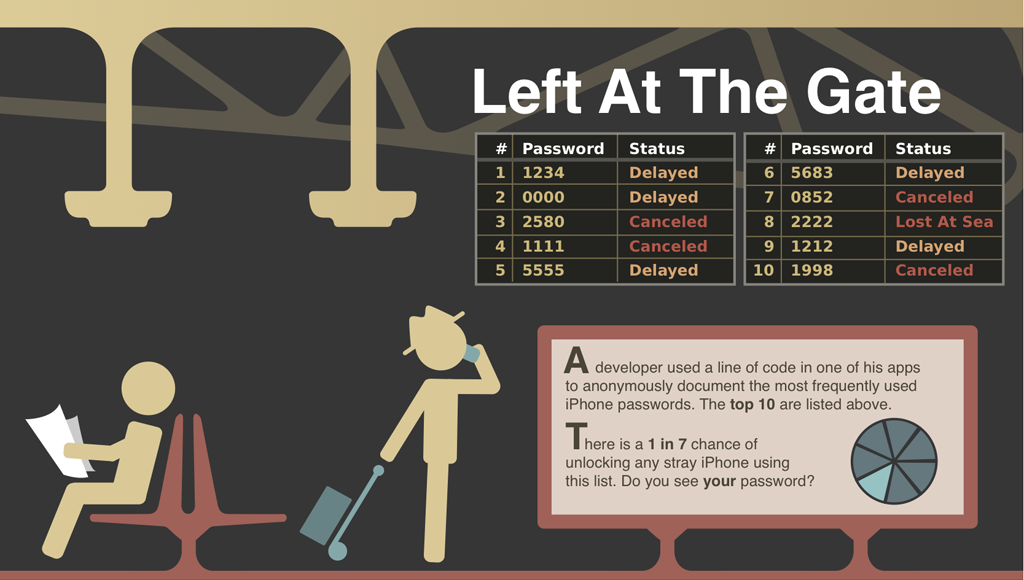 Left At The Gate
# Password Status
1 1234 Delayed
2 0000 Delayed
3 2580 Canceled
4 1111 Canceled
5 5555 Delayed
# Password Status
6 5683 Delayed
7 0852 Canceled
8 2222 Lost At Sea
9 1212 Delayed
10 1998 Canceled
A developer used a line of code in one of his apps
to anonymously document the most frequently used
iPhone passwords. The top 10 are listed above.
There is a 1 in 7 chance of
unlocking any stray iPhone using
this list. Do you see your password?